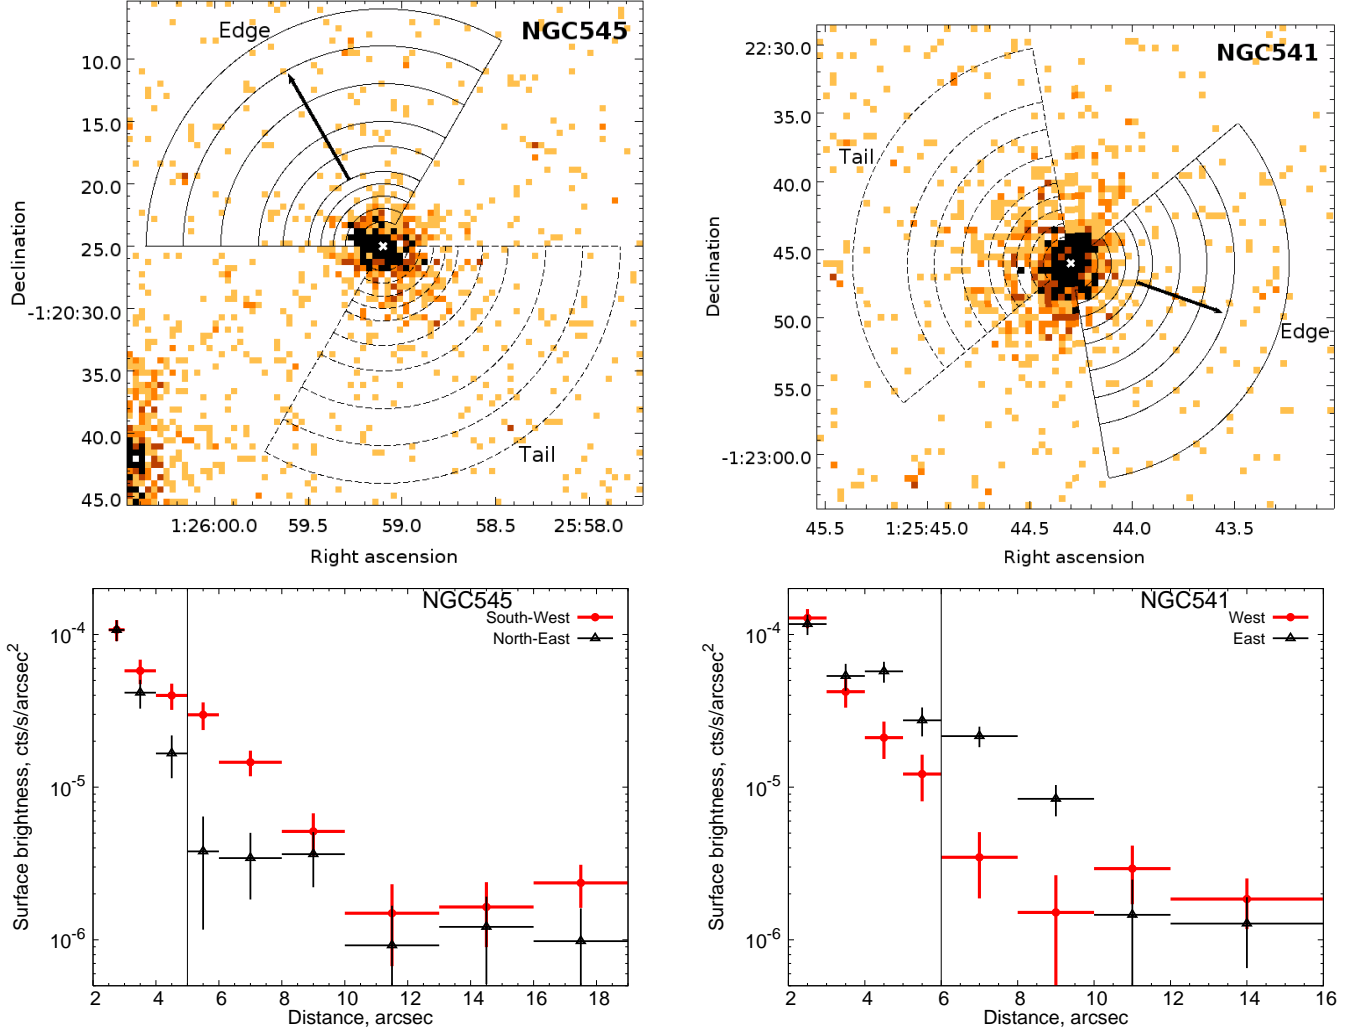 NGC545
Edge
10.0
15.0
20.0
25.0
-1:20:30.0
35.0
40.0
45.0
Declination
Tail
1:26:00.0 59.5 59.0 58.5 25:58.0
Right ascension
NGC541
22:30.0
35.0
Tail
40.0
45.0
50.0
55.0
-1:23:00.0
Declination
Edge
45.5 1:25:45.0 44.5 44.0 43.5
Right ascension
NGC545
South-West
North-East
10^-4
10^-5
10^-6
Surface brightness, cts/s/arcsec^2
2 4 6 8 10 12 14 16 18
Distance, arcsec
NGC541
West
East
10^-4
10^-5
10^-6
Surface brightness, cts/s/arcsec^2
2 4 6 8 10 12 14 16
Distance, arcsec